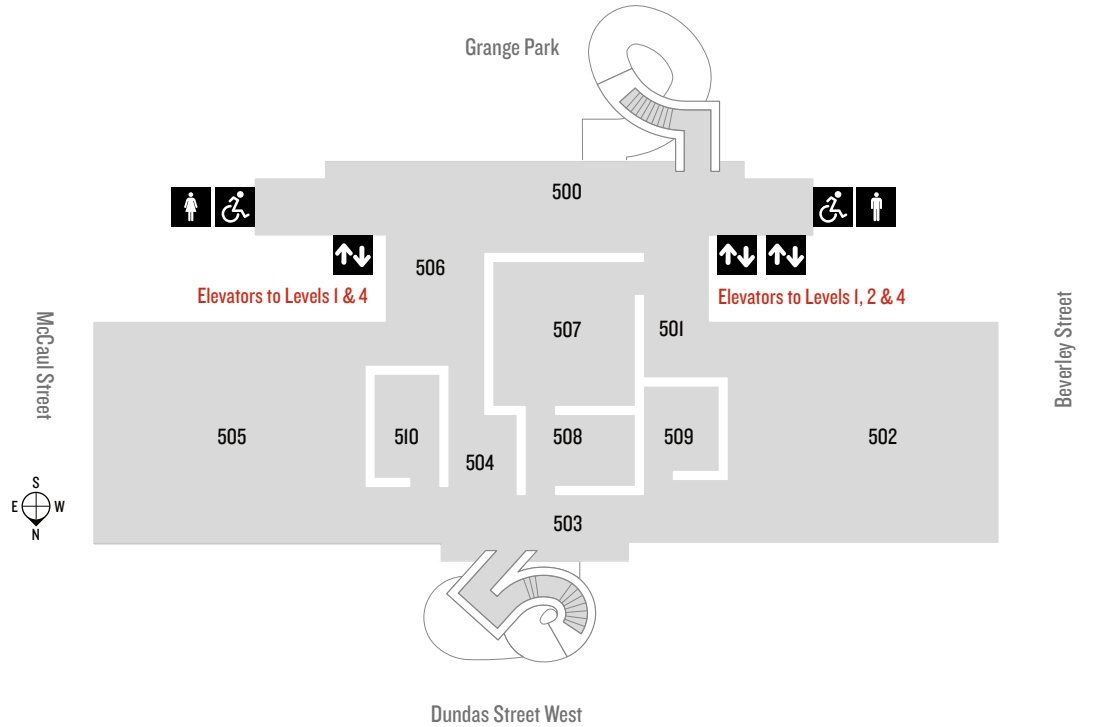 Grange Park
500
506
Elevators to Levels 1 & 4
Elevators to Levels 1, 2 & 4
McCaul Street
Beverley Street
507
501
505
510
508
509
502
504
503
S
E W
N
Dundas Street West